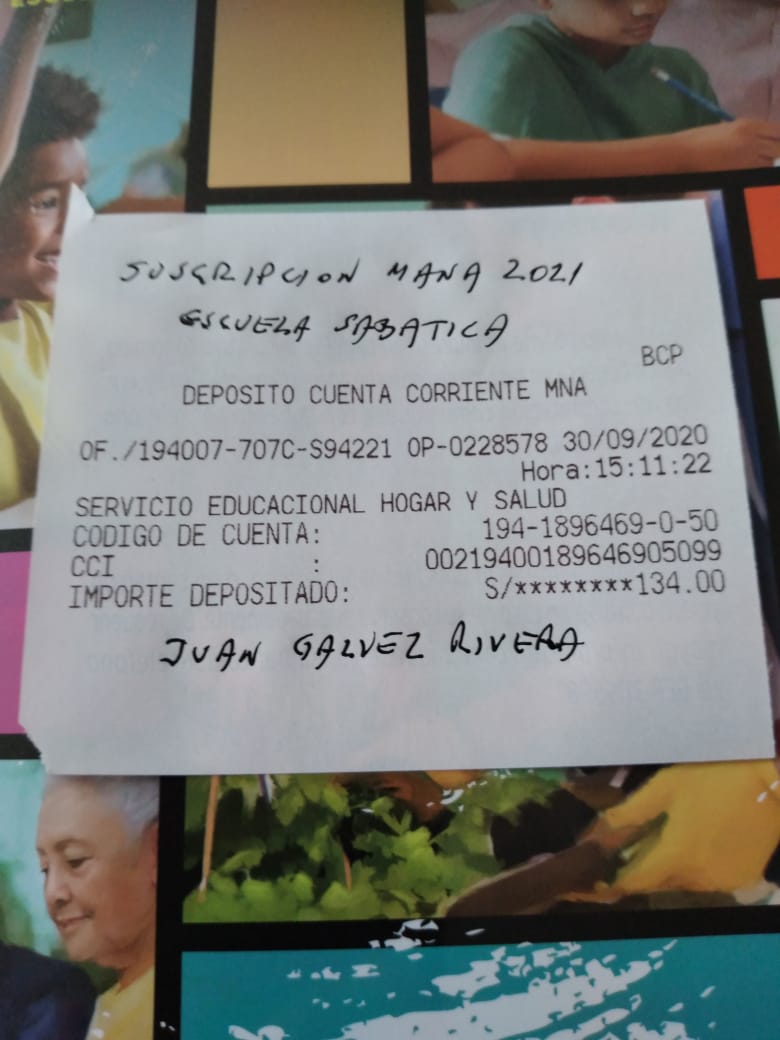 SUSCRIPCION MANA 2021
ESCUELA SABATICA
BCP
DEPOSITO CUENTA CORRIENTE MNA
OF./194007-707C-S94221 OP-0228578 30/09/2020
Hora:15:11:22
SERVICIO EDUCACIONAL HOGAR Y SALUD
CODIGO DE CUENTA: 194-1896469-0-50
CCI : 00219400189646905099
IMPORTE DEPOSITADO: S/********134.00
JUAN GALVEZ RIVERA